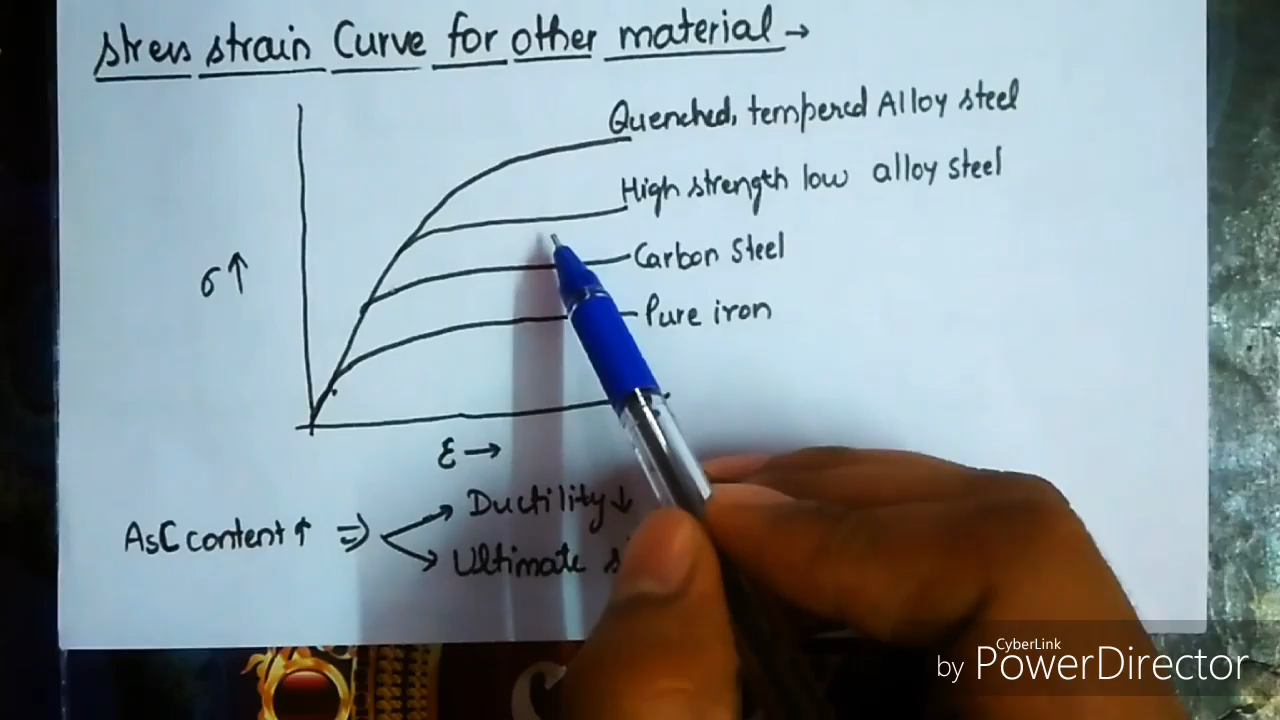 Stress strain Curve for other material →
Quenched, tempered Alloy steel
High strength low alloy steel
σ↑
Carbon Steel
Pure iron
ε →
Ductility ↓
As C content ↑ ⇒
Ultimate
CyberLink
by PowerDirector